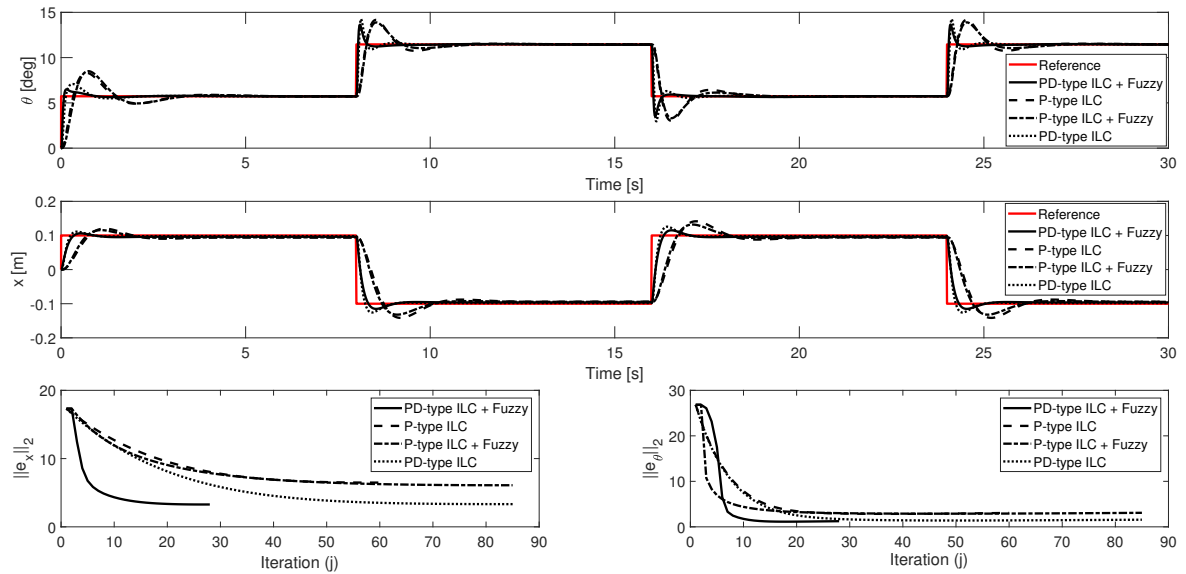 15
10
5
0
θ [deg]
0
5
10
15
20
25
30
Time [s]
Reference
PD-type ILC + Fuzzy
P-type ILC
P-type ILC + Fuzzy
PD-type ILC
0.2
0.1
0
-0.1
-0.2
x [m]
0
5
10
15
20
25
30
Time [s]
Reference
PD-type ILC + Fuzzy
P-type ILC
P-type ILC + Fuzzy
PD-type ILC
20
10
0
||e_x||_2
0
10
20
30
40
50
60
70
80
90
Iteration (j)
PD-type ILC + Fuzzy
P-type ILC
P-type ILC + Fuzzy
PD-type ILC
30
20
10
0
||e_θ||_2
0
10
20
30
40
50
60
70
80
90
Iteration (j)
PD-type ILC + Fuzzy
P-type ILC
P-type ILC + Fuzzy
PD-type ILC